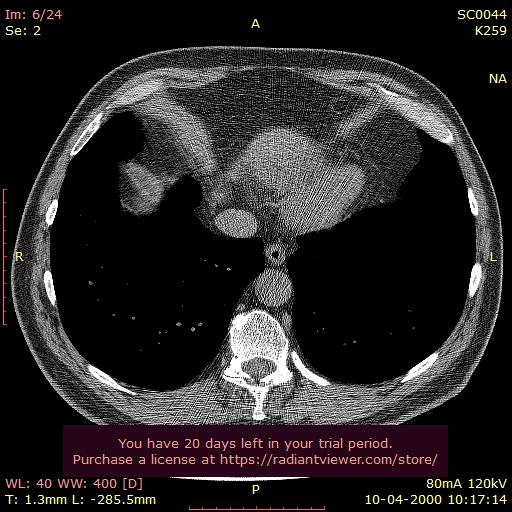 Im: 6/24
Se: 2
A
SC0044
K259
NA
R
L
You have 20 days left in your trial period.
Purchase a license at https://radiantviewer.com/store/
WL: 40 WW: 400 [D]
T: 1.3mm L: -285.5mm
P
80mA 120kV
10-04-2000 10:17:14